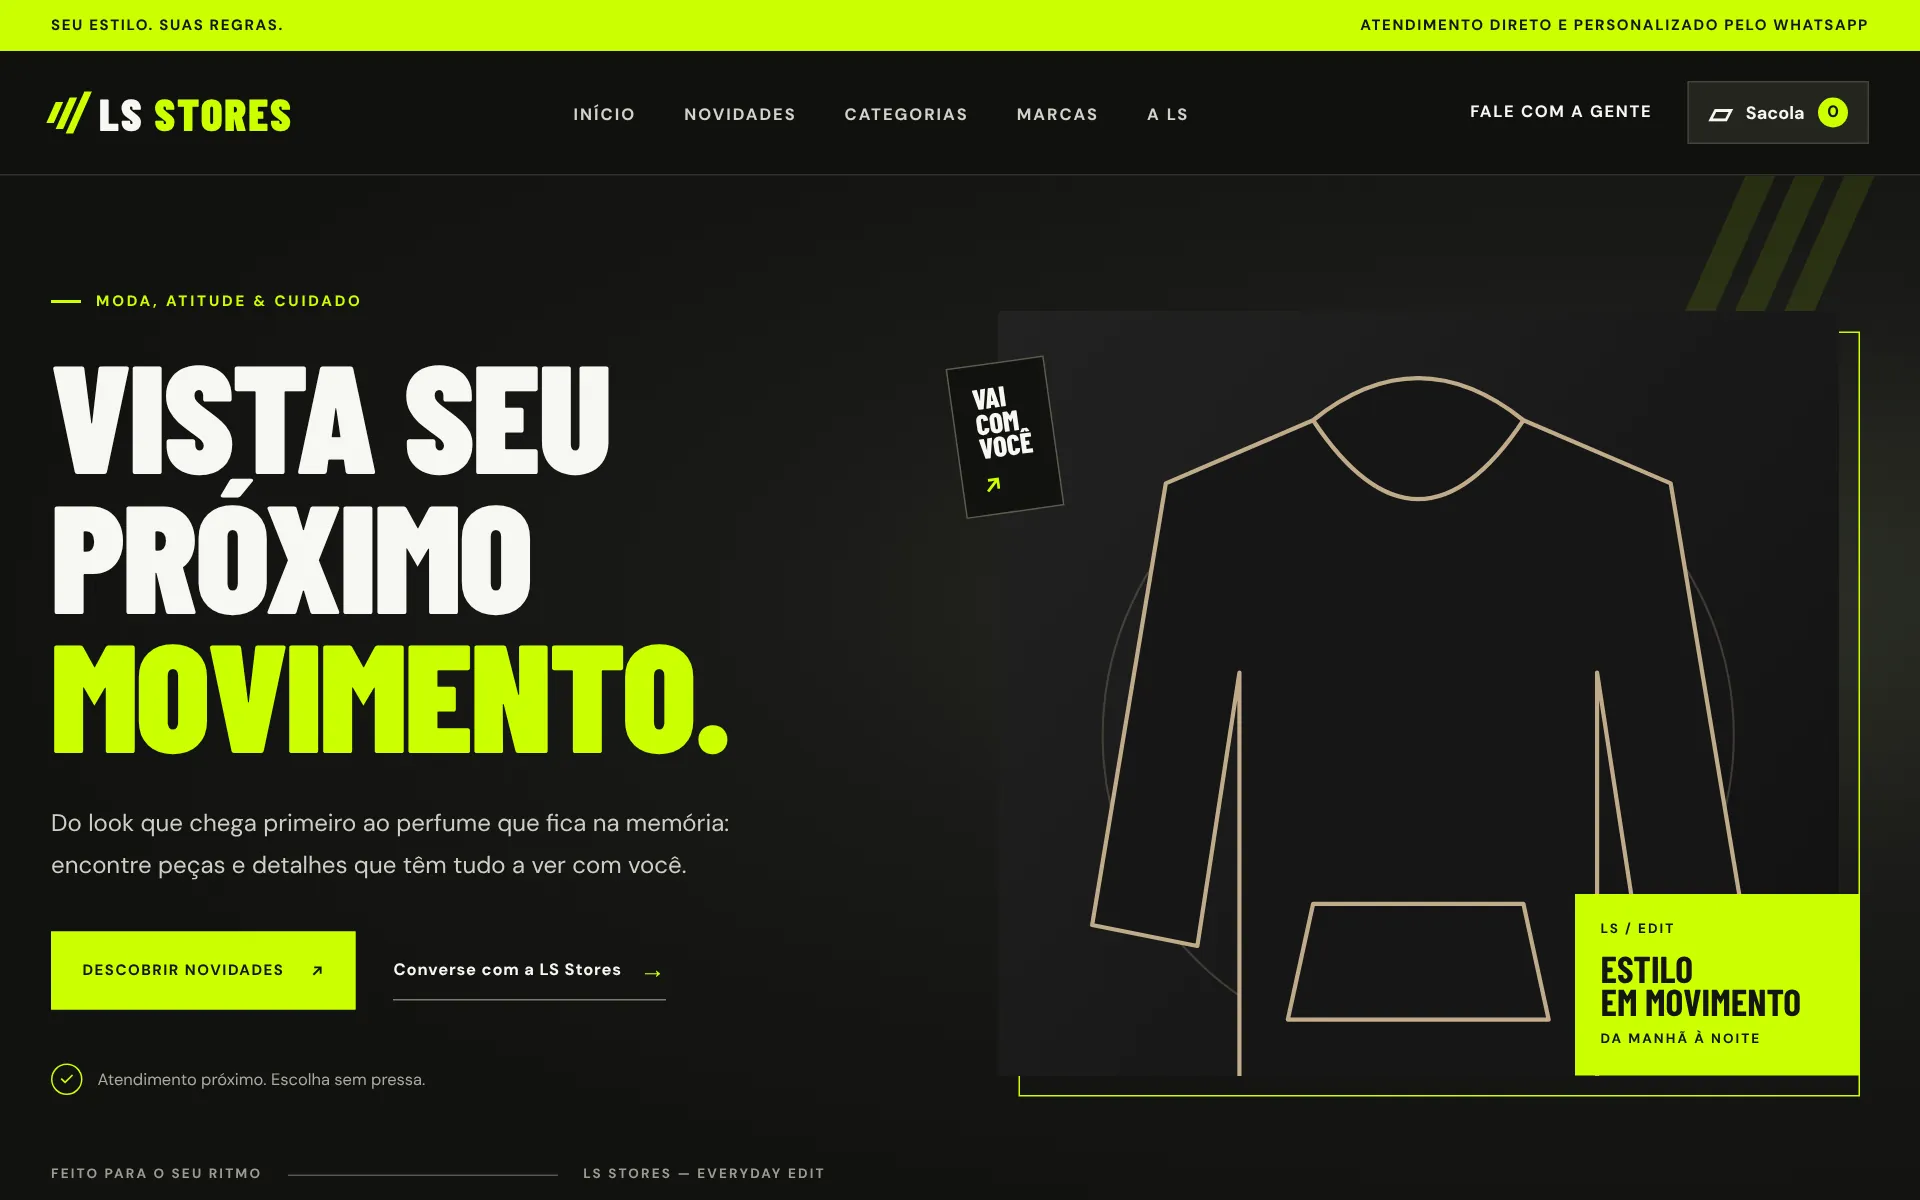 SEU ESTILO. SUAS REGRAS.
ATENDIMENTO DIRETO E PERSONALIZADO PELO WHATSAPP
LS STORES
INÍCIO
NOVIDADES
CATEGORIAS
MARCAS
A LS
FALE COM A GENTE
Sacola 0
MODA, ATITUDE & CUIDADO
VISTA SEU
PRÓXIMO
MOVIMENTO.
Do look que chega primeiro ao perfume que fica na memória:
encontre peças e detalhes que têm tudo a ver com você.
DESCOBRIR NOVIDADES ↗
Converse com a LS Stores →
Atendimento próximo. Escolha sem pressa.
FEITO PARA O SEU RITMO
LS STORES — EVERYDAY EDIT
VAI
COM
VOCÊ
↗
LS / EDIT
ESTILO
EM MOVIMENTO
DA MANHÃ À NOITE